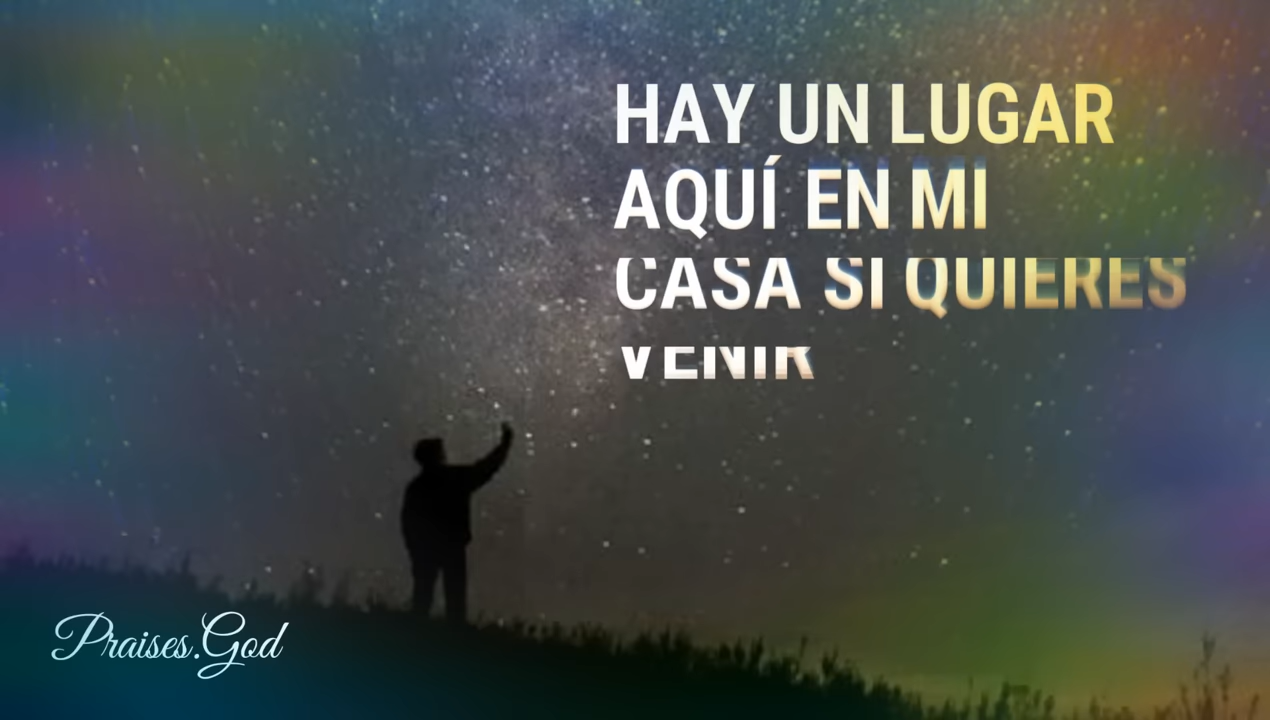 HAY UN LUGAR
AQUÍ EN MI
CASA SI QUIERES
VENIR
Praises.God